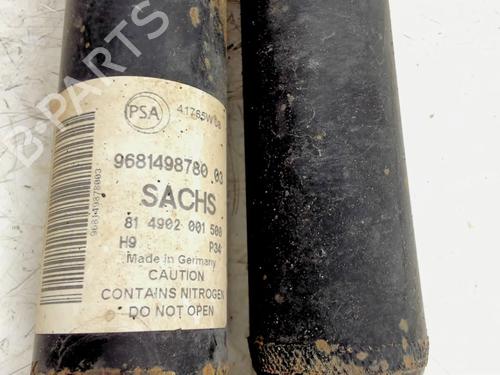 B-PARTS
PSA
9681498780 03
SACHS
81 4902 001 500
H9 P34
Made in Germany
CAUTION
CONTAINS NITROGEN
DO NOT OPEN
968149878003